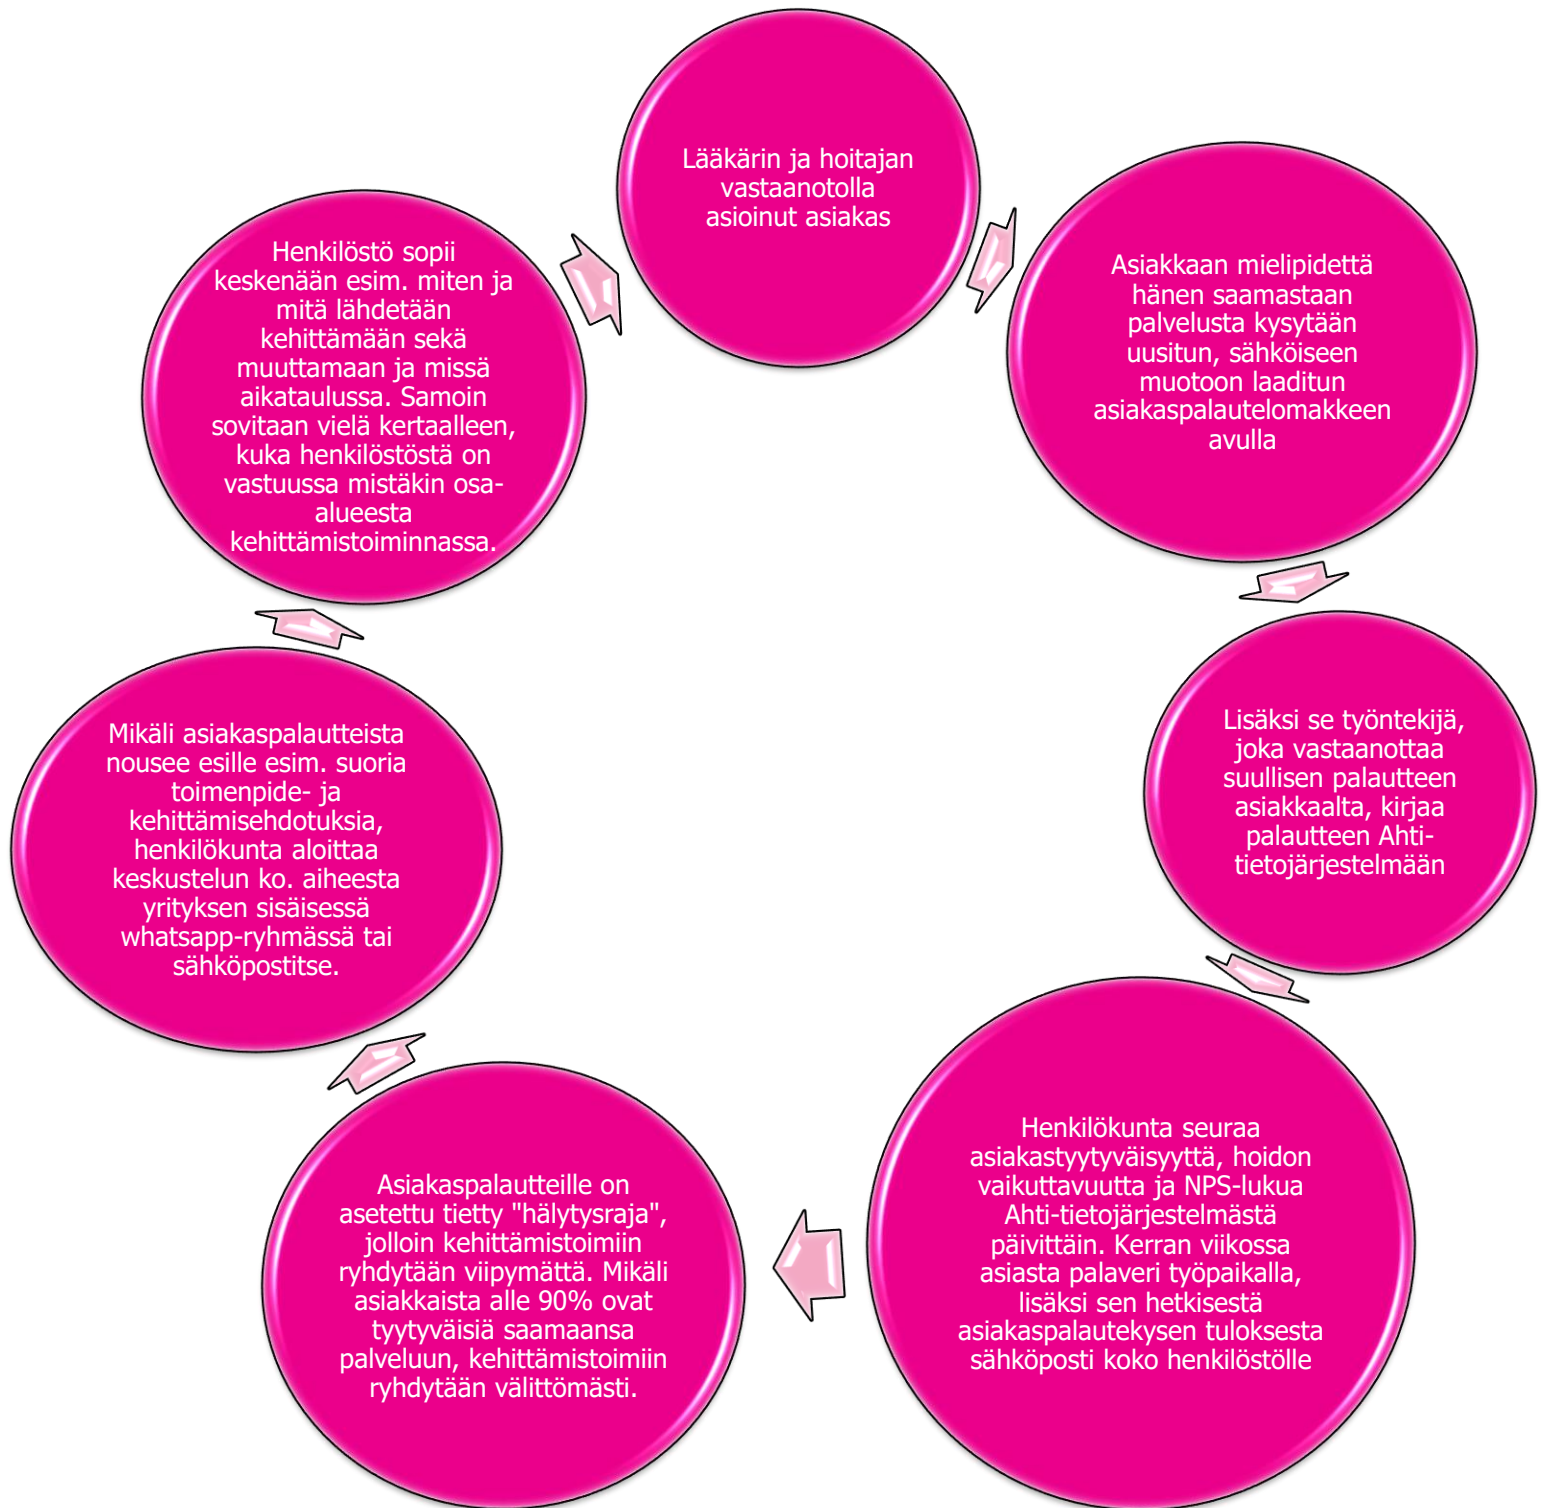 Lääkärin ja hoitajan
vastaanotolla
asioinut asiakas
Asiakkaan mielipidettä
hänen saamastaan
palvelusta kysytään
uusitun, sähköiseen
muotoon laaditun
asiakaspalautelomakkeen
avulla
Lisäksi se työntekijä,
joka vastaanottaa
suullisen palautteen
asiakkaalta, kirjaa
palautteen Ahti-
tietojärjestelmään
Henkilökunta seuraa
asiakastyytyväisyyttä, hoidon
vaikuttavuutta ja NPS-lukua
Ahti-tietojärjestelmästä
päivittäin. Kerran viikossa
asiasta palaveri työpaikalla,
lisäksi sen hetkisestä
asiakaspalautekysen tuloksesta
sähköposti koko henkilöstölle
Asiakaspalautteille on
asetettu tietty "hälytysraja",
jolloin kehittämistoimiin
ryhdytään viipymättä. Mikäli
asiakkaista alle 90% ovat
tyytyväisiä saamaansa
palveluun, kehittämistoimiin
ryhdytään välittömästi.
Mikäli asiakaspalautteista
nousee esille esim. suoria
toimenpide- ja
kehittämisehdotuksia,
henkilökunta aloittaa
keskustelun ko. aiheesta
yrityksen sisäisessä
whatsapp-ryhmässä tai
sähköpostitse.
Henkilöstö sopii
keskenään esim. miten ja
mitä lähdetään
kehittämään sekä
muuttamaan ja missä
aikataulussa. Samoin
sovitaan vielä kertaalleen,
kuka henkilöstöstä on
vastuussa mistäkin osa-
alueesta
kehittämistoiminnassa.